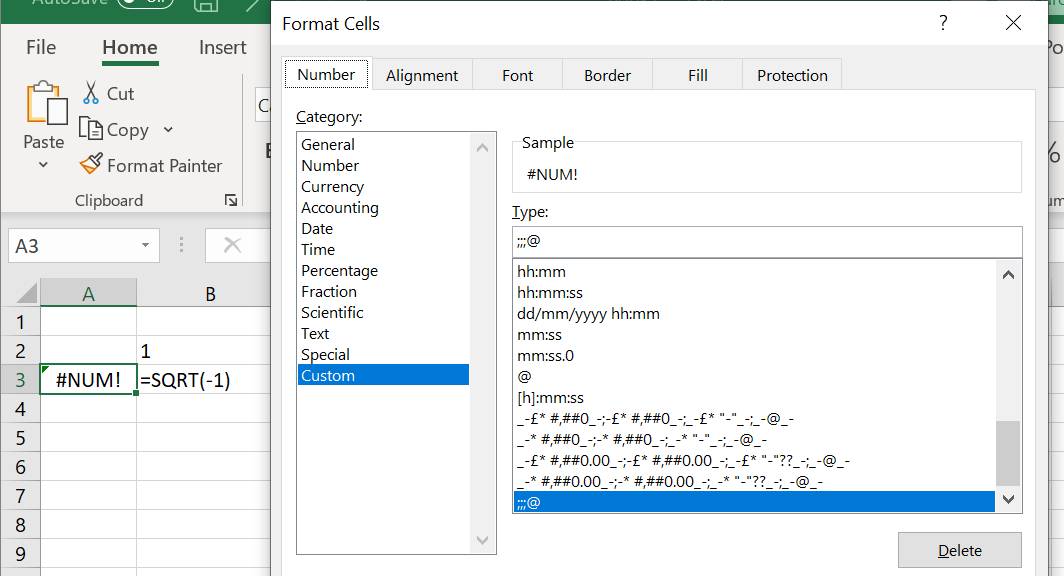 AutoSave Off
Format Cells ?
File Home Insert
Number Alignment Font Border Fill Protection
Cut
Copy
Paste
Format Painter
Clipboard
Category:
General
Number
Currency
Accounting
Date
Time
Percentage
Fraction
Scientific
Text
Special
Custom
Sample
#NUM!
Type:
;;;@
hh:mm
hh:mm:ss
dd/mm/yyyy hh:mm
mm:ss
mm:ss.0
@
[h]:mm:ss
_-£* #,##0_-;-£* #,##0_-;_-£* "-"_-;_-@_-
_-* #,##0_-;-* #,##0_-;_-* "-"_-;_-@_-
_-£* #,##0.00_-;-£* #,##0.00_-;_-£* "-"??_-;_-@_-
_-* #,##0.00_-;-* #,##0.00_-;_-* "-"??_-;_-@_-
;;;@
Delete
A3
A B
1
2 1
3 #NUM! =SQRT(-1)
4
5
6
7
8
9